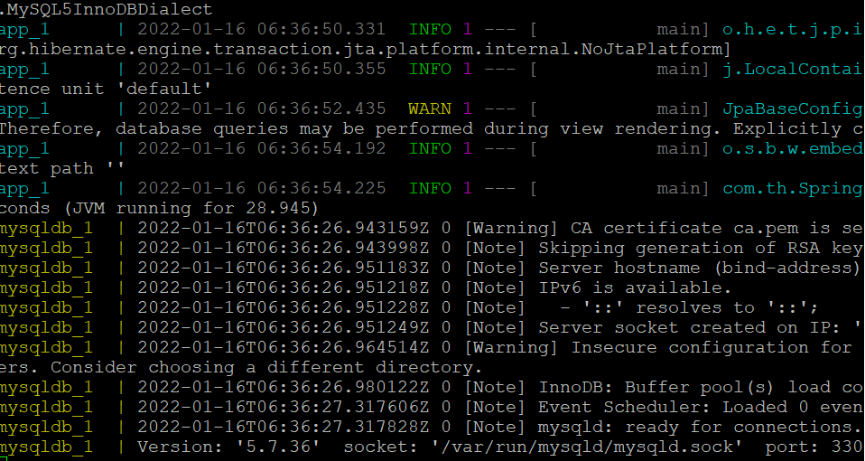 .MySQL5InnoDBDialect
app_1      | 2022-01-16 06:36:50.331  INFO 1 --- [           main] o.h.e.t.j.p.i
rg.hibernate.engine.transaction.jta.platform.internal.NoJtaPlatform]
app_1      | 2022-01-16 06:36:50.355  INFO 1 --- [           main] j.LocalContai
tence unit 'default'
app_1      | 2022-01-16 06:36:52.435  WARN 1 --- [           main] JpaBaseConfig
Therefore, database queries may be performed during view rendering. Explicitly c
app_1      | 2022-01-16 06:36:54.192  INFO 1 --- [           main] o.s.b.w.embed
text path ''
app_1      | 2022-01-16 06:36:54.225  INFO 1 --- [           main] com.th.Spring
conds (JVM running for 28.945)
mysqldb_1  | 2022-01-16T06:36:26.943159Z 0 [Warning] CA certificate ca.pem is se
mysqldb_1  | 2022-01-16T06:36:26.943998Z 0 [Note] Skipping generation of RSA key
mysqldb_1  | 2022-01-16T06:36:26.951183Z 0 [Note] Server hostname (bind-address)
mysqldb_1  | 2022-01-16T06:36:26.951218Z 0 [Note] IPv6 is available.
mysqldb_1  | 2022-01-16T06:36:26.951228Z 0 [Note]   - '::' resolves to '::';
mysqldb_1  | 2022-01-16T06:36:26.951249Z 0 [Note] Server socket created on IP: '
mysqldb_1  | 2022-01-16T06:36:26.964514Z 0 [Warning] Insecure configuration for
ers. Consider choosing a different directory.
mysqldb_1  | 2022-01-16T06:36:26.980122Z 0 [Note] InnoDB: Buffer pool(s) load co
mysqldb_1  | 2022-01-16T06:36:27.317606Z 0 [Note] Event Scheduler: Loaded 0 even
mysqldb_1  | 2022-01-16T06:36:27.317828Z 0 [Note] mysqld: ready for connections.
mysqldb_1  | Version: '5.7.36'  socket: '/var/run/mysqld/mysqld.sock'  port: 330